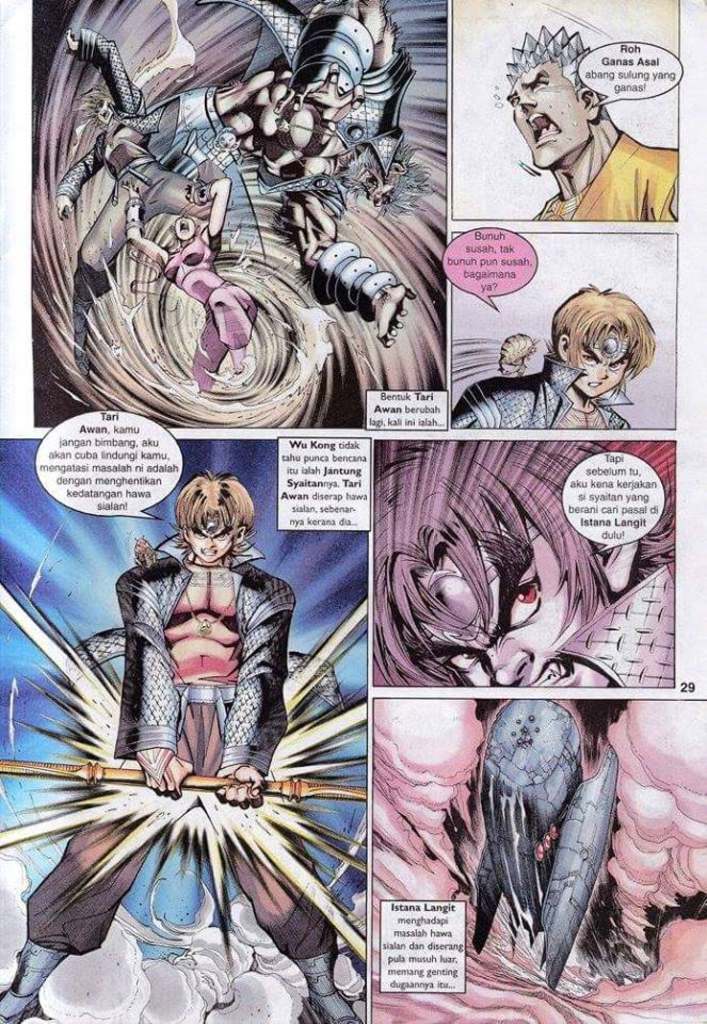 Roh
Ganas Asal
abang sulung yang
ganas!
Bunuh
susah, tak
bunuh pun susah,
bagaimana
ya?
Bentuk Tari
Awan berubah
lagi, kali ini ialah...
Tari
Awan, kamu
jangan bimbang, aku
akan cuba lindungi kamu,
mengatasi masalah ni adalah
dengan menghentikan
kedatangan hawa
sialan!
Wu Kong tidak
tahu punca bencana
itu ialah Jantung
Syaitannya. Tari
Awan diserap hawa
sialan, sebenar-
nya kerana dia...
Tapi
sebelum tu,
aku kena kerjakan
si syaitan yang
berani cari pasal di
Istana Langit
dulu!
29
Istana Langit
menghadapi
masalah hawa
sialan dan diserang
pula musuh luar,
memang genting
dugaannya itu...